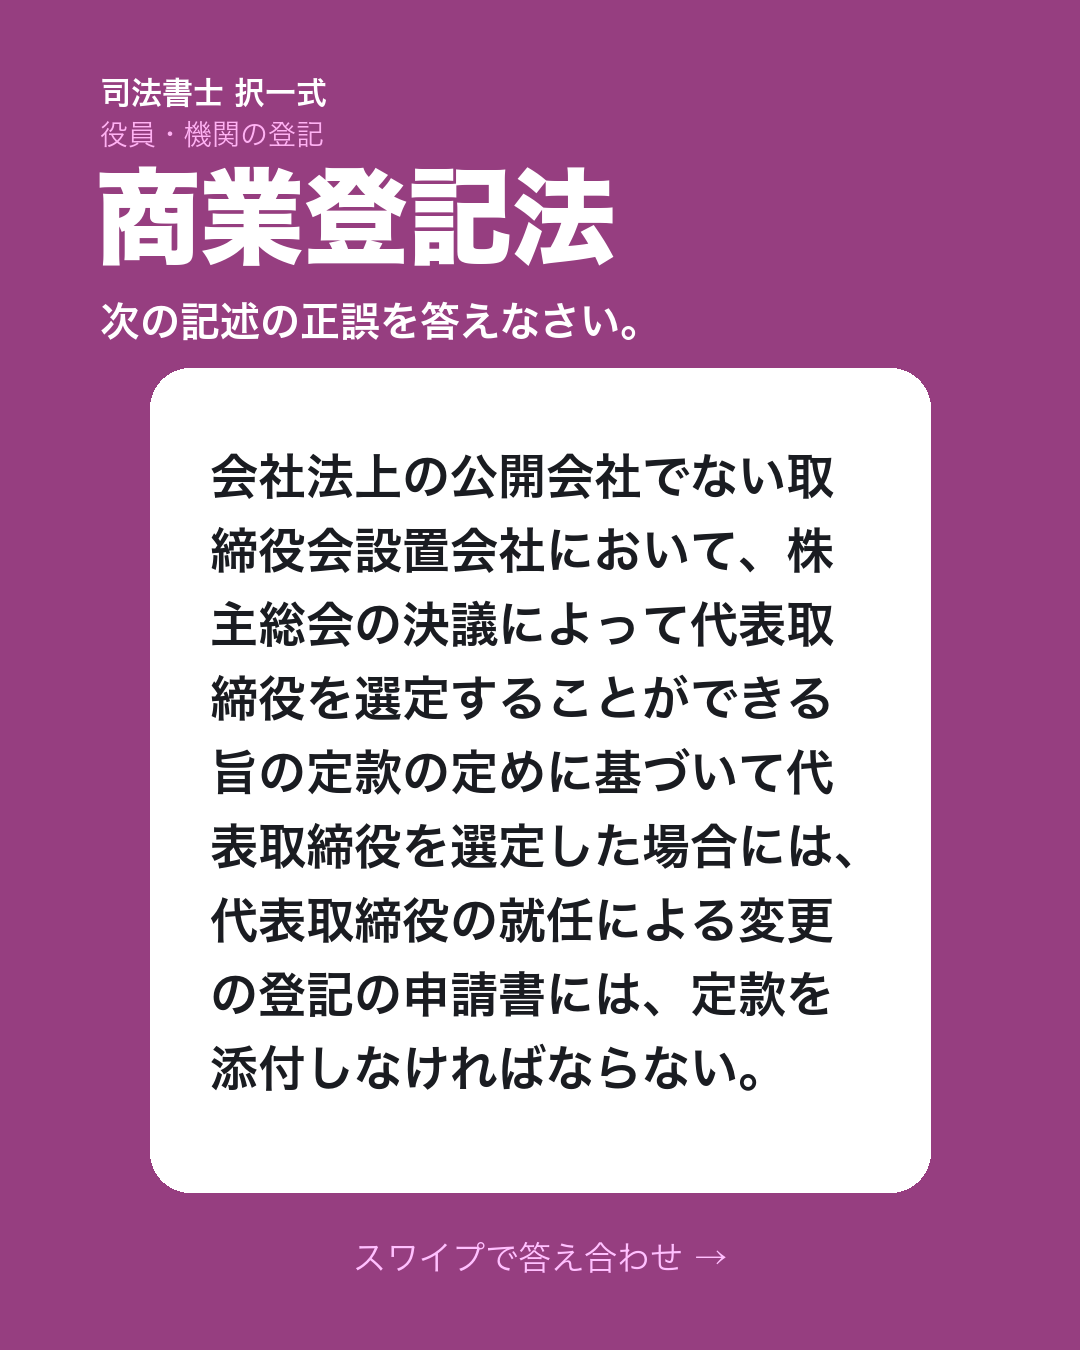 司法書士 択一式
役員・機関の登記
商業登記法
次の記述の正誤を答えなさい。
会社法上の公開会社でない取
締役会設置会社において、株
主総会の決議によって代表取
締役を選定することができる
旨の定款の定めに基づいて代
表取締役を選定した場合には、
代表取締役の就任による変更
の登記の申請書には、定款を
添付しなければならない。
スワイプで答え合わせ →